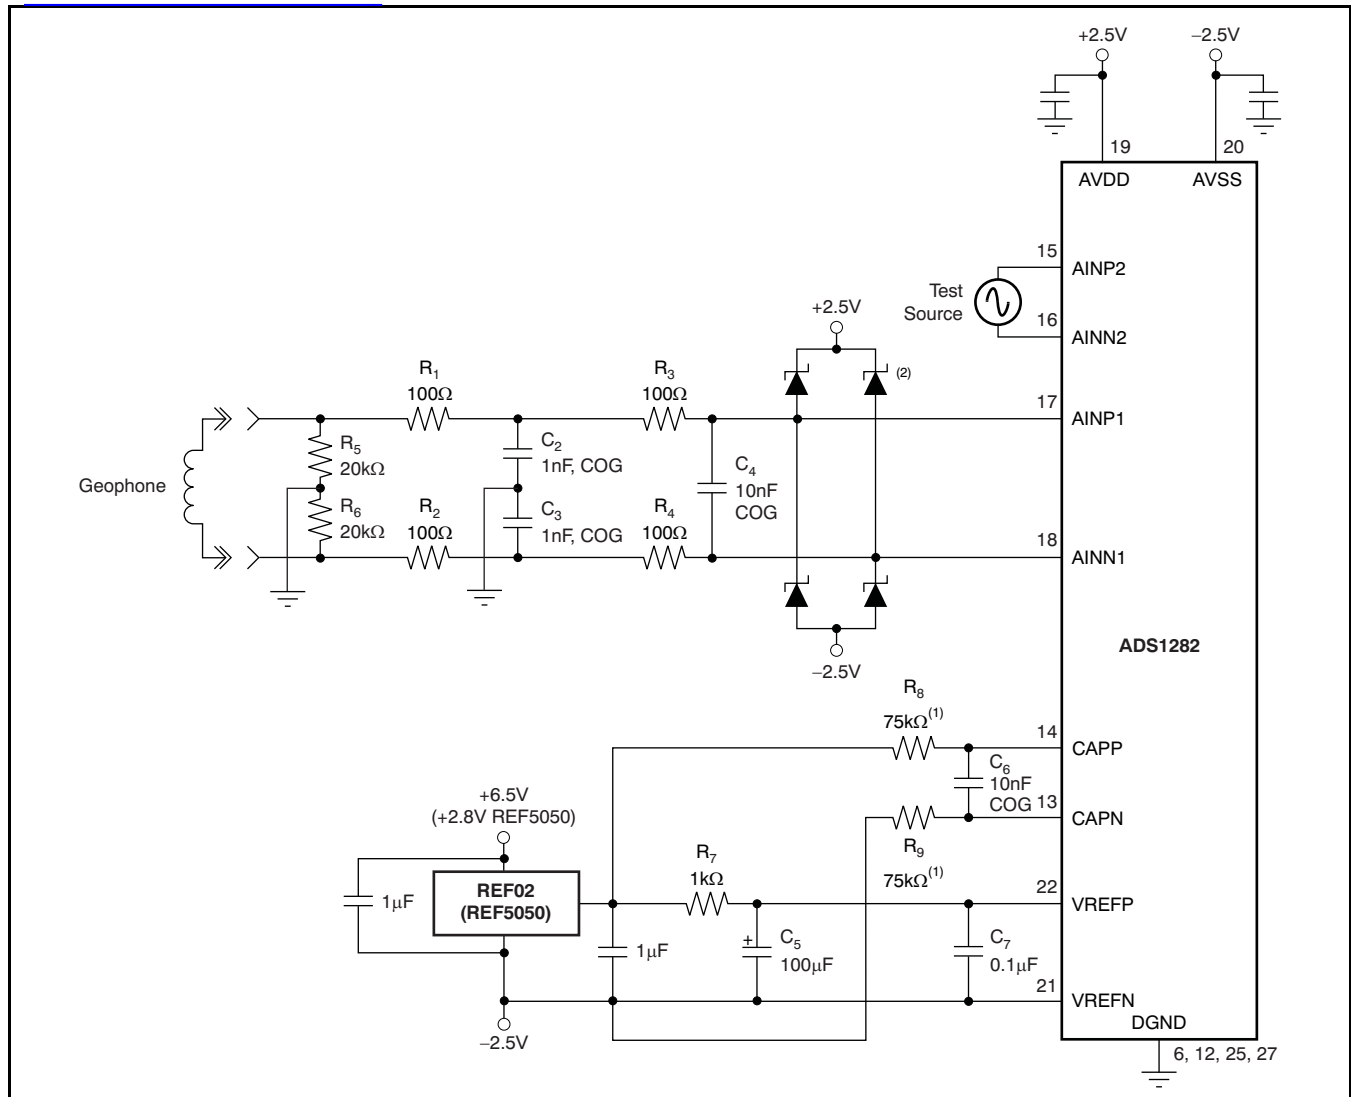 +2.5V
−2.5V
19
20
AVDD
AVSS
15
AINP2
Test
Source
16
AINN2
+2.5V
(2)
R1
100Ω
R3
100Ω
17
AINP1
R5
20kΩ
C2
1nF, COG
C4
10nF
COG
Geophone
R6
20kΩ
R2
100Ω
C3
1nF, COG
R4
100Ω
18
AINN1
−2.5V
ADS1282
R8
75kΩ(1)
14
CAPP
C6
10nF
COG
13
CAPN
R9
75kΩ(1)
+6.5V
(+2.8V REF5050)
1μF
REF02
(REF5050)
R7
1kΩ
22
VREFP
1μF
+
C5
100μF
C7
0.1μF
21
VREFN
−2.5V
DGND
6, 12, 25, 27